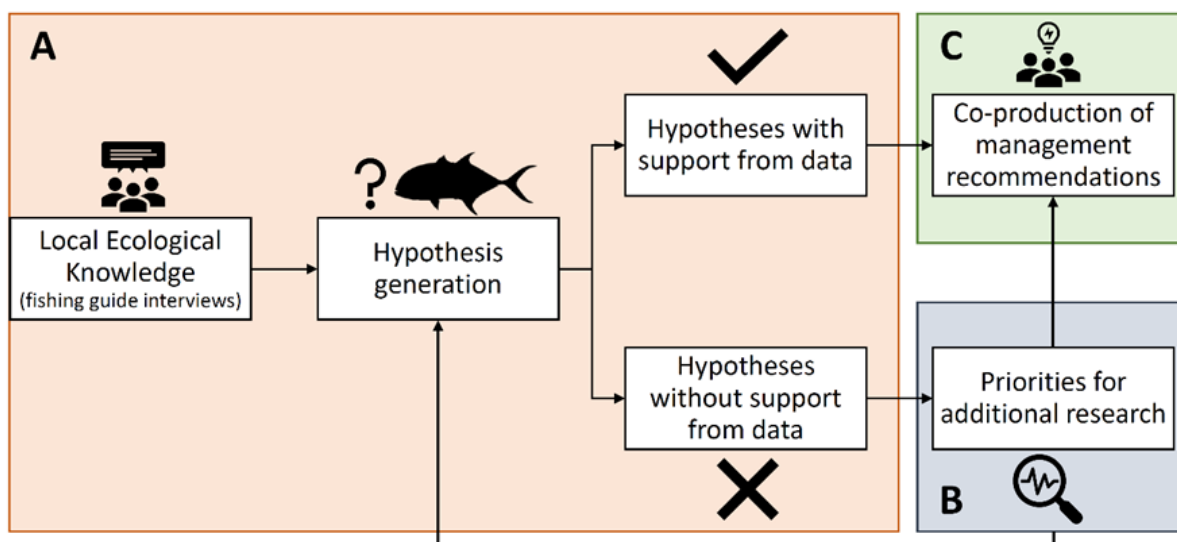 A
Local Ecological
Knowledge
(fishing guide interviews)
?
Hypothesis
generation
Hypotheses with
support from data
Hypotheses
without support
from data
C
Co-production of
management
recommendations
Priorities for
additional research
B